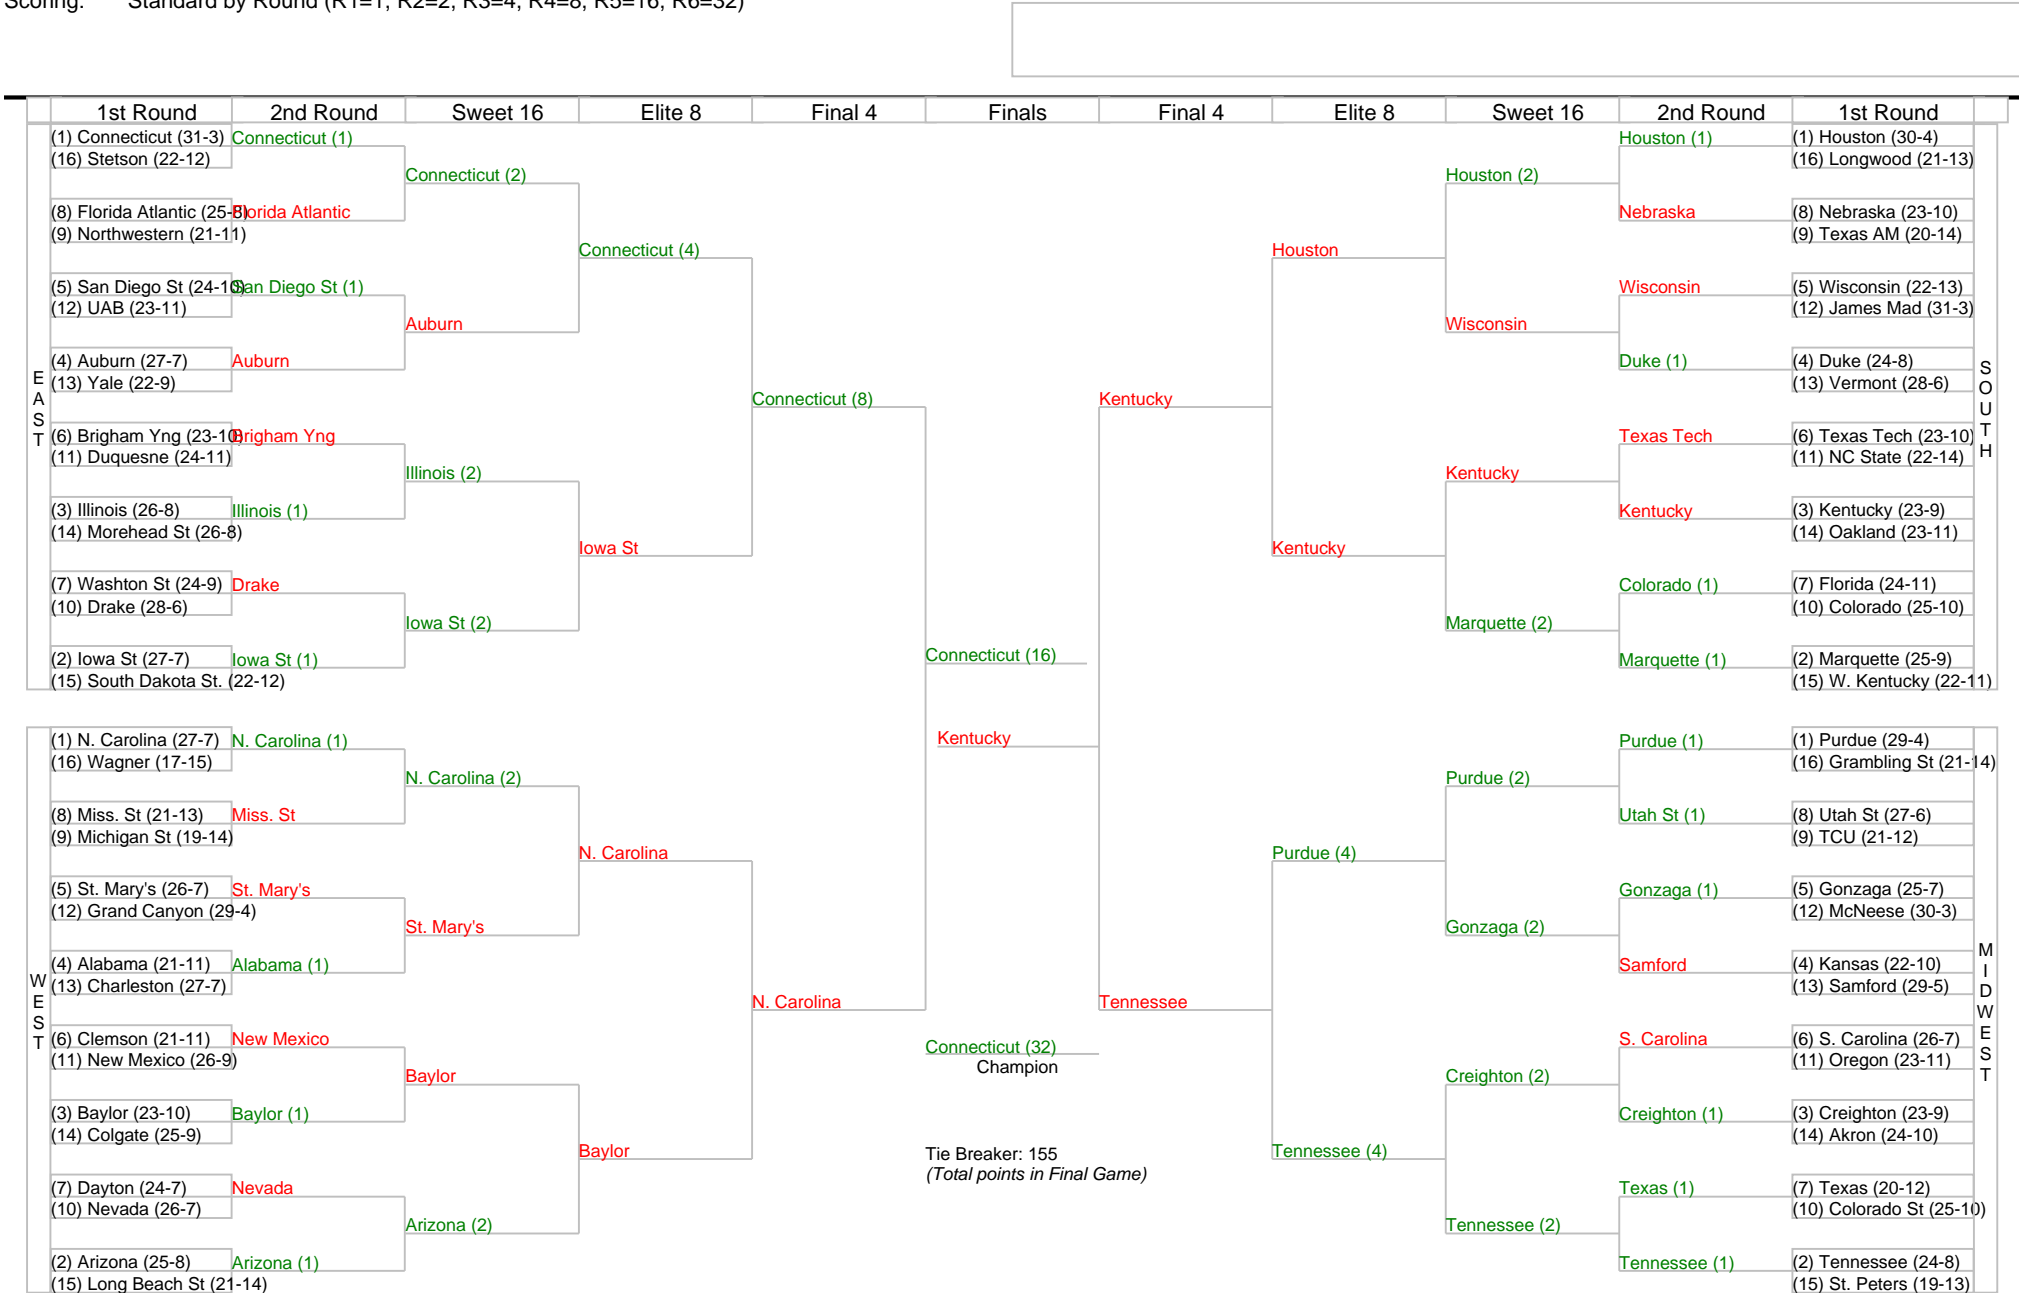 Scoring: Standard by Round (R1=1, R2=2, R3=4, R4=8, R5=16, R6=32)
1st Round 2nd Round Sweet 16 Elite 8 Final 4 Finals Final 4 Elite 8 Sweet 16 2nd Round 1st Round
EAST
(1) Connecticut (31-3)
(16) Stetson (22-12)
(8) Florida Atlantic (25-8)
(9) Northwestern (21-11)
(5) San Diego St (24-10)
(12) UAB (23-11)
(4) Auburn (27-7)
(13) Yale (22-9)
(6) Brigham Yng (23-10)
(11) Duquesne (24-11)
(3) Illinois (26-8)
(14) Morehead St (26-8)
(7) Washton St (24-9)
(10) Drake (28-6)
(2) Iowa St (27-7)
(15) South Dakota St. (22-12)
Connecticut (1)
Florida Atlantic
San Diego St (1)
Auburn
Brigham Yng
Illinois (1)
Drake
Iowa St (1)
Connecticut (2)
Auburn
Illinois (2)
Iowa St (2)
Connecticut (4)
Iowa St
Connecticut (8)
WEST
(1) N. Carolina (27-7)
(16) Wagner (17-15)
(8) Miss. St (21-13)
(9) Michigan St (19-14)
(5) St. Mary's (26-7)
(12) Grand Canyon (29-4)
(4) Alabama (21-11)
(13) Charleston (27-7)
(6) Clemson (21-11)
(11) New Mexico (26-9)
(3) Baylor (23-10)
(14) Colgate (25-9)
(7) Dayton (24-7)
(10) Nevada (26-7)
(2) Arizona (25-8)
(15) Long Beach St (21-14)
N. Carolina (1)
Miss. St
St. Mary's
Alabama (1)
New Mexico
Baylor (1)
Nevada
Arizona (1)
N. Carolina (2)
St. Mary's
Baylor
Arizona (2)
N. Carolina
Baylor
N. Carolina
Connecticut (16)
Kentucky
Connecticut (32)
Champion
Tie Breaker: 155
(Total points in Final Game)
Kentucky
Houston
Kentucky
Houston (2)
Wisconsin
Kentucky
Marquette (2)
Houston (1)
Nebraska
Wisconsin
Duke (1)
Texas Tech
Kentucky
Colorado (1)
Marquette (1)
(1) Houston (30-4)
(16) Longwood (21-13)
(8) Nebraska (23-10)
(9) Texas AM (20-14)
(5) Wisconsin (22-13)
(12) James Mad (31-3)
(4) Duke (24-8)
(13) Vermont (28-6)
(6) Texas Tech (23-10)
(11) NC State (22-14)
(3) Kentucky (23-9)
(14) Oakland (23-11)
(7) Florida (24-11)
(10) Colorado (25-10)
(2) Marquette (25-9)
(15) W. Kentucky (22-11)
SOUTH
Tennessee
Purdue (4)
Tennessee (4)
Purdue (2)
Gonzaga (2)
Creighton (2)
Tennessee (2)
Purdue (1)
Utah St (1)
Gonzaga (1)
Samford
S. Carolina
Creighton (1)
Texas (1)
Tennessee (1)
(1) Purdue (29-4)
(16) Grambling St (21-14)
(8) Utah St (27-6)
(9) TCU (21-12)
(5) Gonzaga (25-7)
(12) McNeese (30-3)
(4) Kansas (22-10)
(13) Samford (29-5)
(6) S. Carolina (26-7)
(11) Oregon (23-11)
(3) Creighton (23-9)
(14) Akron (24-10)
(7) Texas (20-12)
(10) Colorado St (25-10)
(2) Tennessee (24-8)
(15) St. Peters (19-13)
MIDWEST